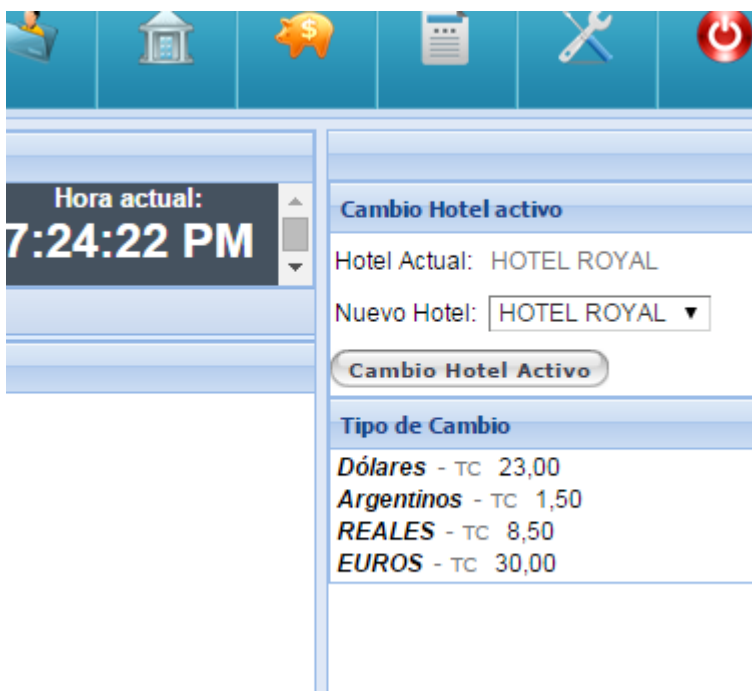 Hora actual:
7:24:22 PM
Cambio Hotel activo
Hotel Actual: HOTEL ROYAL
Nuevo Hotel: HOTEL ROYAL
Cambio Hotel Activo
Tipo de Cambio
Dólares - TC 23,00
Argentinos - TC 1,50
REALES - TC 8,50
EUROS - TC 30,00